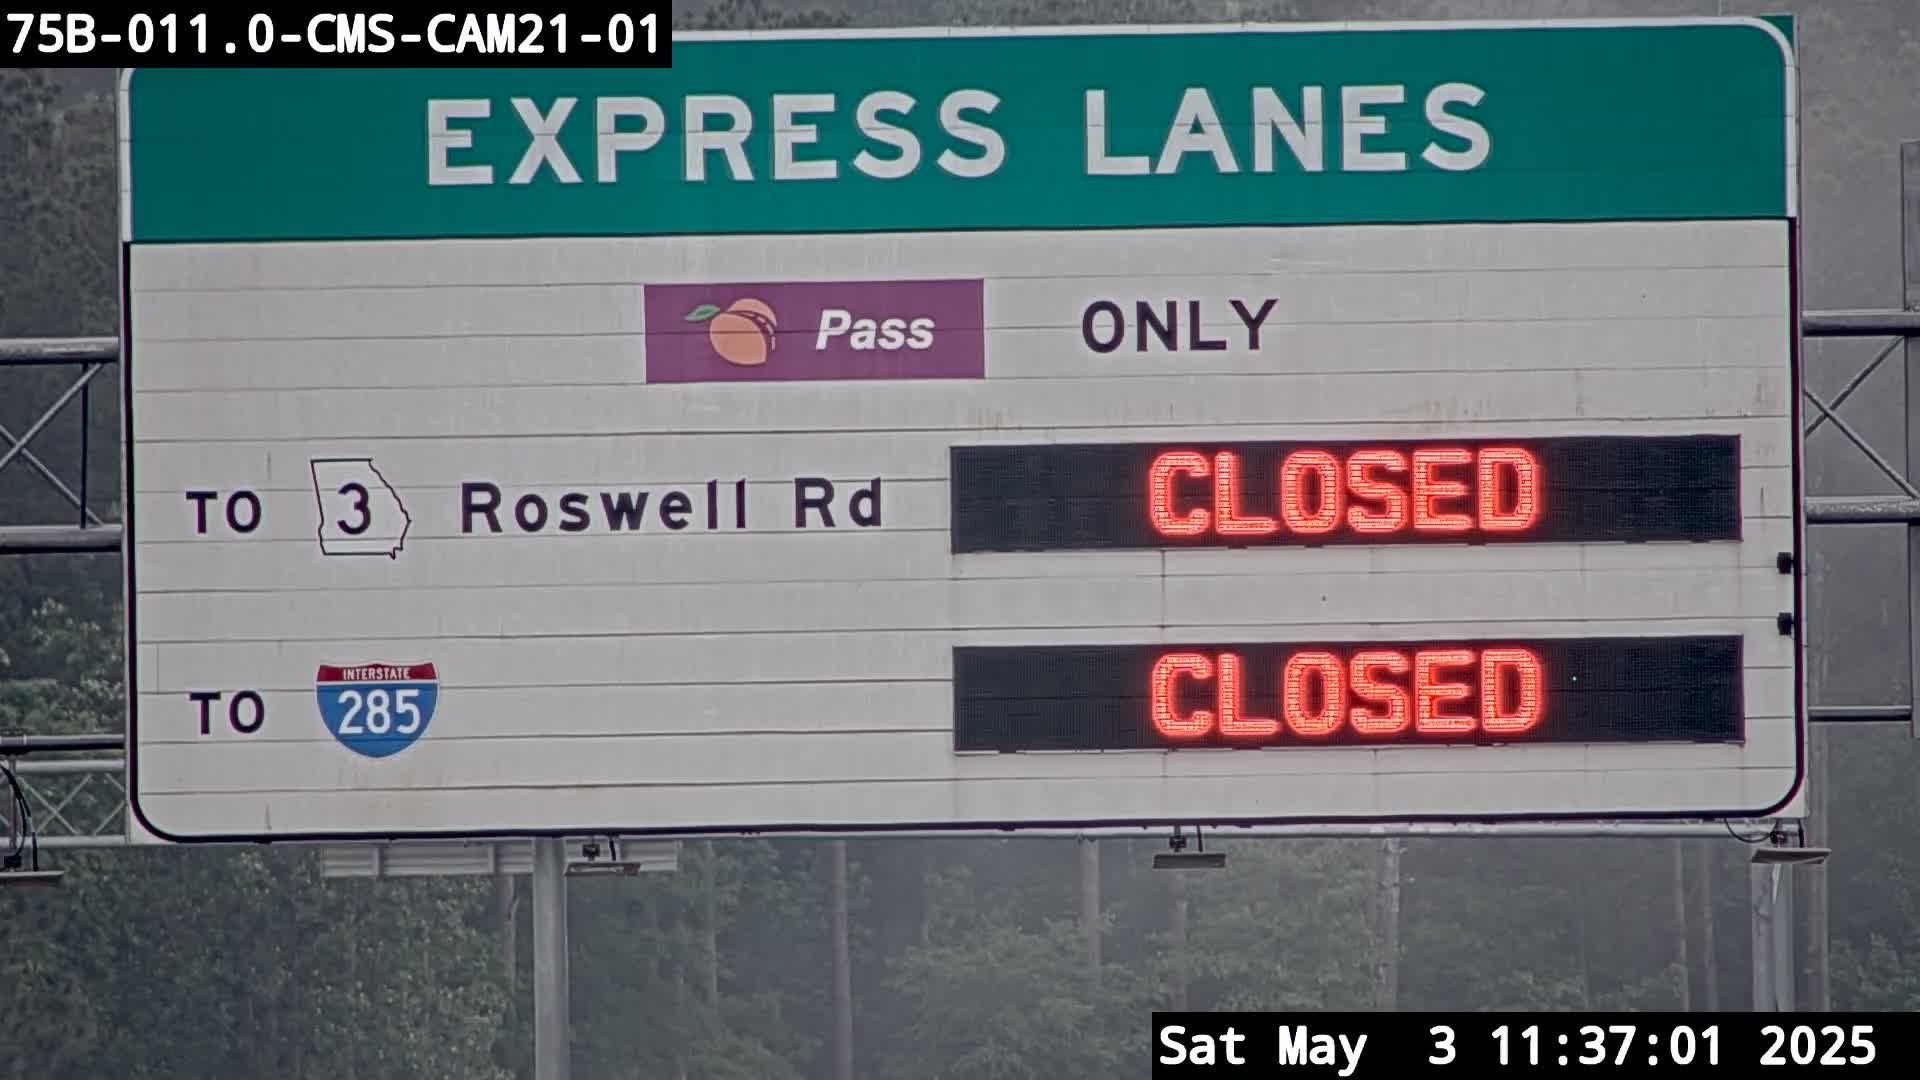 75B-011.0-CMS-CAM21-01
EXPRESS LANES
Pass ONLY
TO 3 Roswell Rd CLOSED
TO INTERSTATE 285 CLOSED
Sat May 3 11:37:01 2025